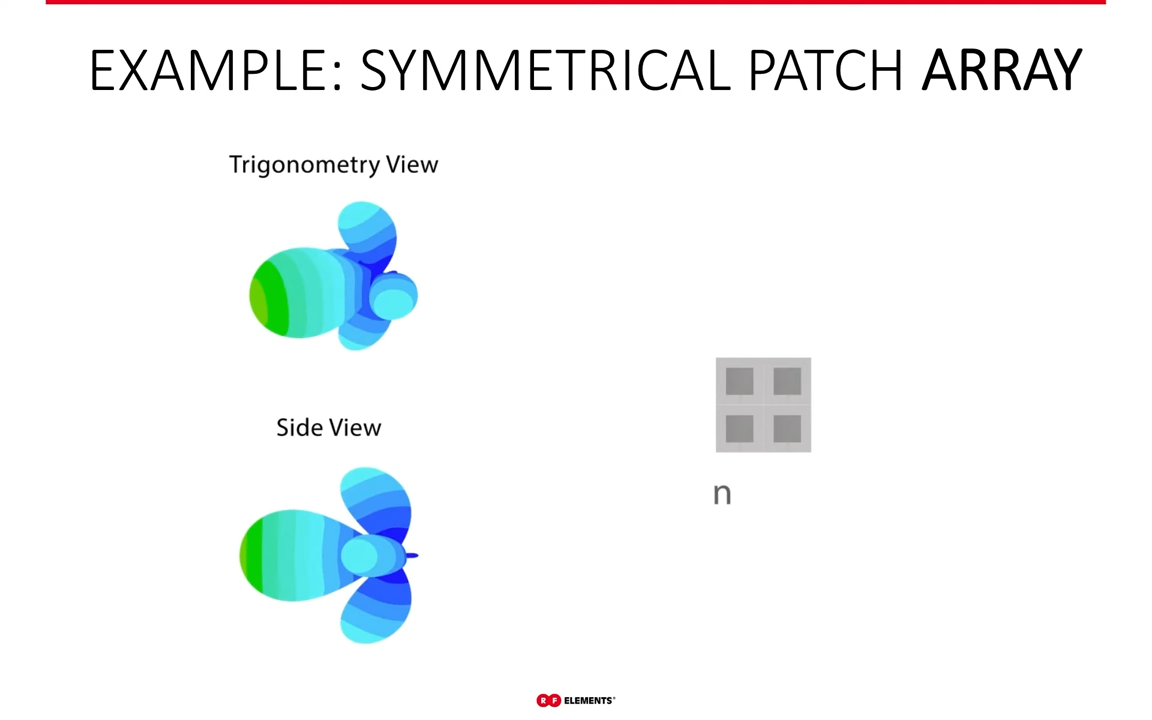 EXAMPLE: SYMMETRICAL PATCH ARRAY
Trigonometry View
Side View
n
RF ELEMENTS®